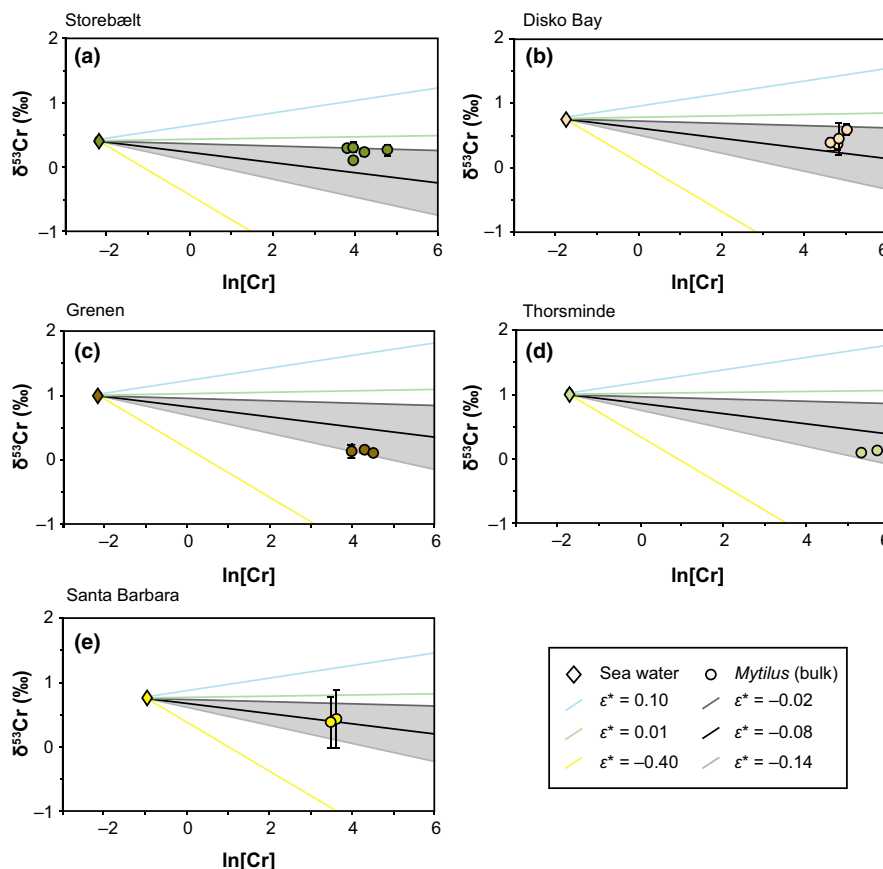 Storebælt
(a)
2
1
0
−1
δ⁵³Cr (‰)
−2
0
2
4
6
ln[Cr]
Disko Bay
(b)
2
1
0
−1
δ⁵³Cr (‰)
−2
0
2
4
6
ln[Cr]
Grenen
(c)
2
1
0
−1
δ⁵³Cr (‰)
−2
0
2
4
6
ln[Cr]
Thorsminde
(d)
2
1
0
−1
δ⁵³Cr (‰)
−2
0
2
4
6
ln[Cr]
Santa Barbara
(e)
2
1
0
−1
δ⁵³Cr (‰)
−2
0
2
4
6
ln[Cr]
Sea water
Mytilus (bulk)
ε* = 0.10
ε* = −0.02
ε* = 0.01
ε* = −0.08
ε* = −0.40
ε* = −0.14